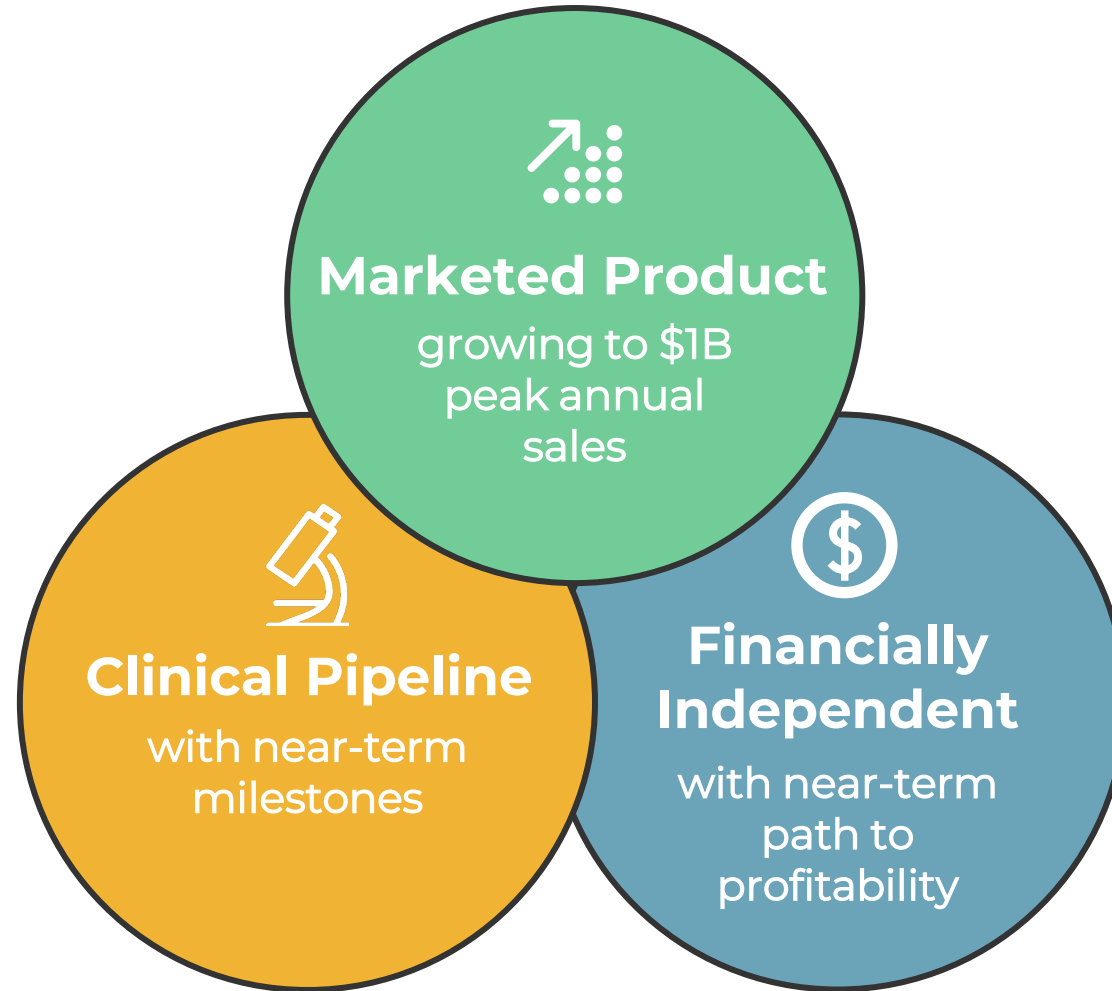 Marketed Product
growing to $1B
peak annual
sales
Clinical Pipeline
with near-term
milestones
$
Financially
Independent
with near-term
path to
profitability